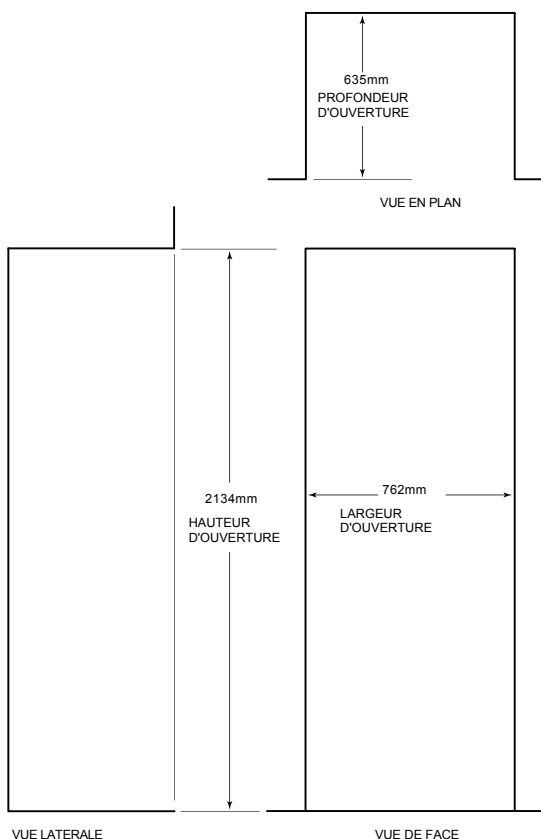 635mm
PROFONDEUR
D'OUVERTURE
VUE EN PLAN
2134mm
HAUTEUR
D'OUVERTURE
762mm
LARGEUR
D'OUVERTURE
VUE LATERALE
VUE DE FACE